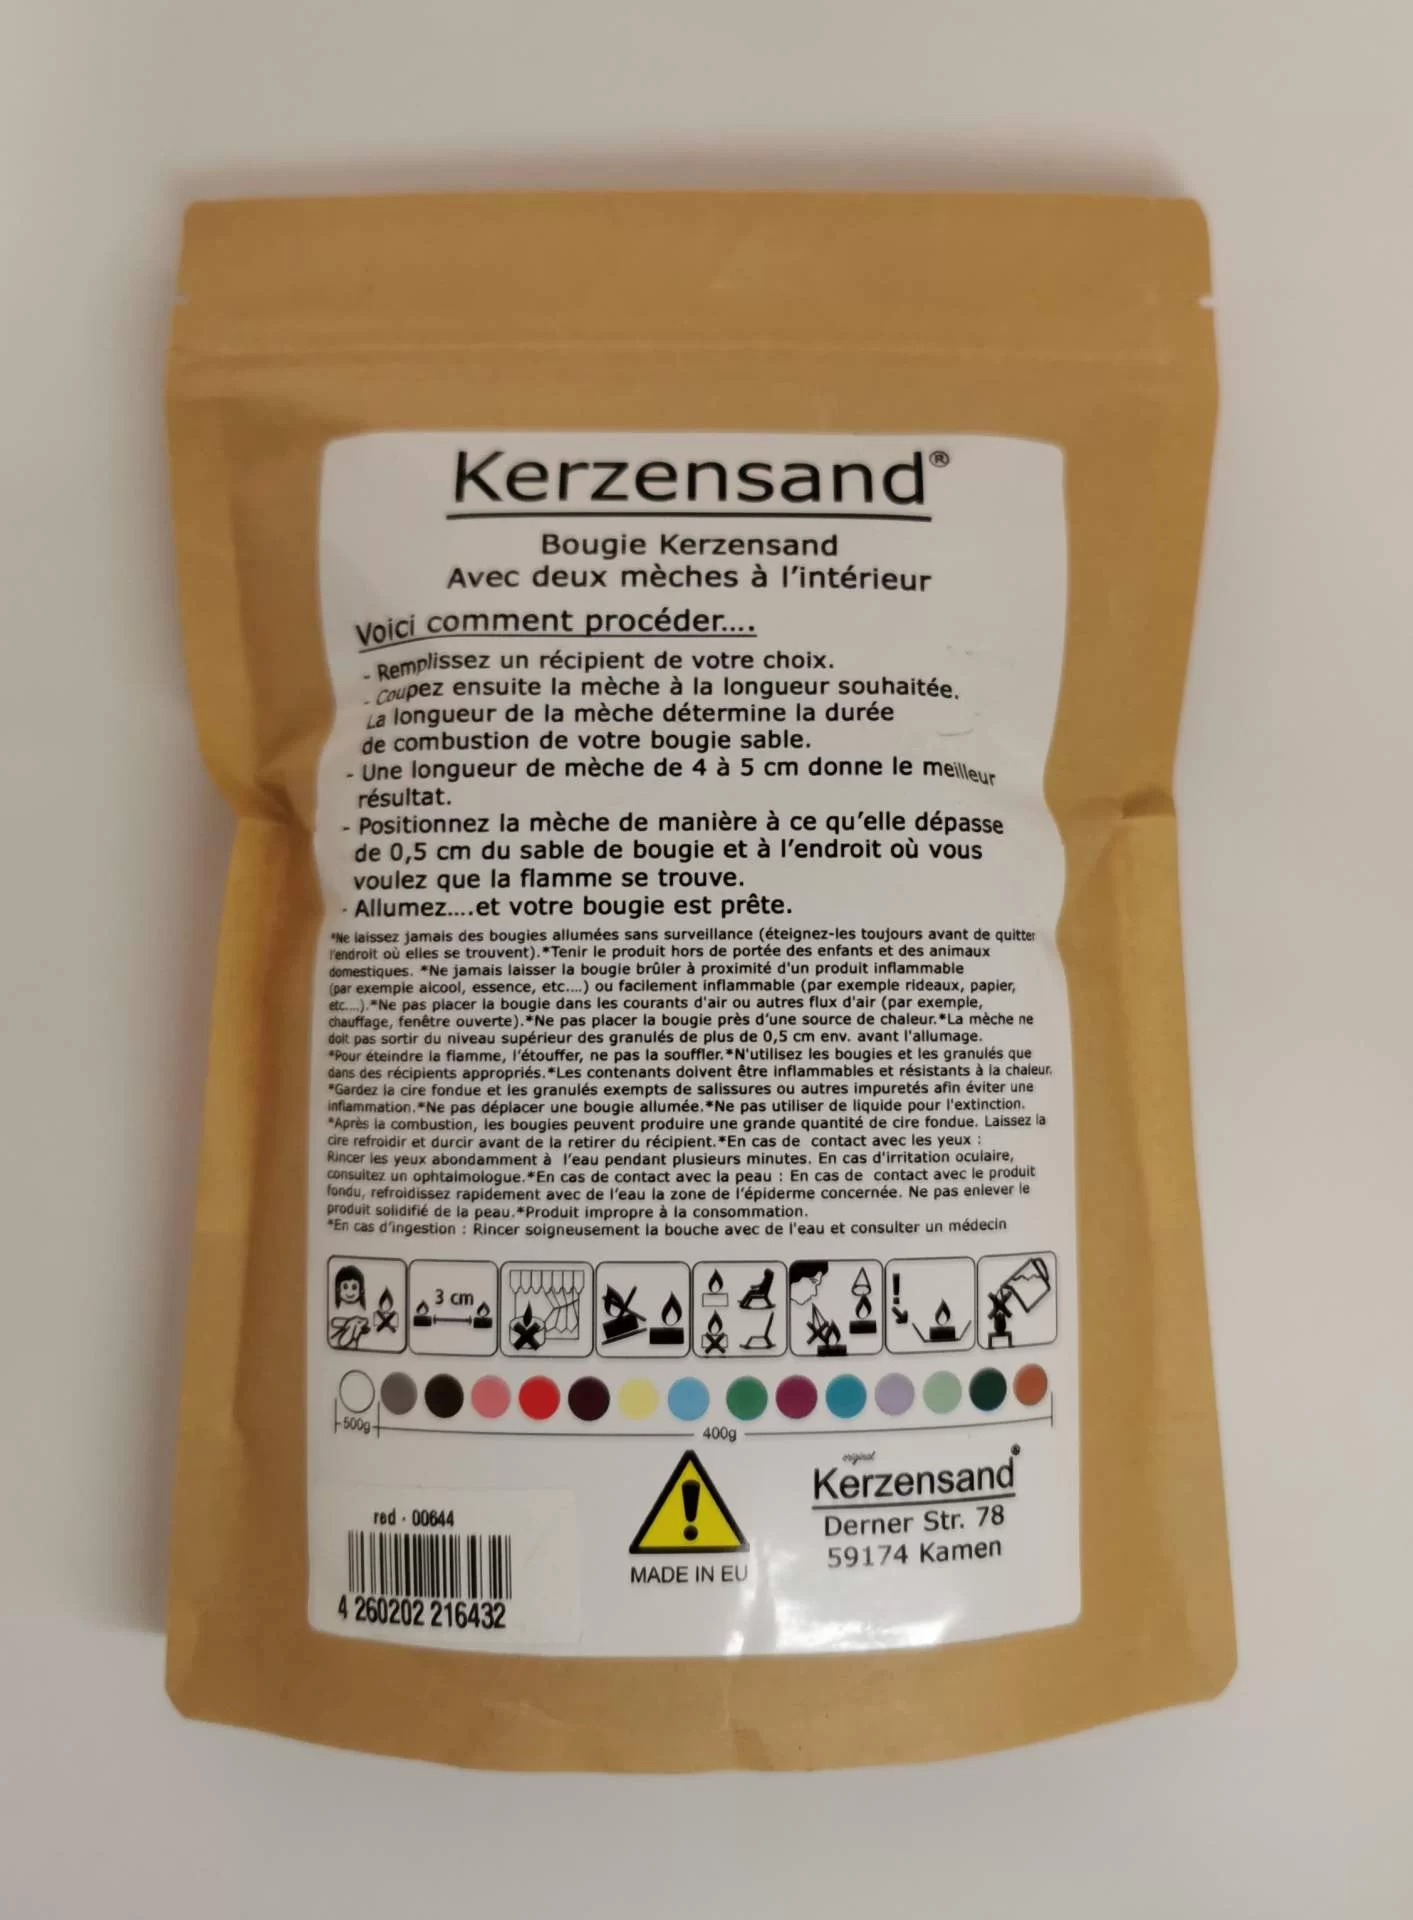 Kerzensand®
Bougie Kerzensand
Avec deux mèches à l'intérieur
Voici comment procéder....
- Remplissez un récipient de votre choix.
- Coupez ensuite la mèche à la longueur souhaitée.
La longueur de la mèche détermine la durée
de combustion de votre bougie sable.
- Une longueur de mèche de 4 à 5 cm donne le meilleur
résultat.
- Positionnez la mèche de manière à ce qu'elle dépasse
de 0,5 cm du sable de bougie et à l'endroit où vous
voulez que la flamme se trouve.
- Allumez....et votre bougie est prête.
*Ne laissez jamais des bougies allumées sans surveillance (éteignez-les toujours avant de quitter
l'endroit où elles se trouvent).*Tenir le produit hors de portée des enfants et des animaux
domestiques. *Ne jamais laisser la bougie brûler à proximité d'un produit inflammable
(par exemple alcool, essence, etc....) ou facilement inflammable (par exemple rideaux, papier,
etc....).*Ne pas placer la bougie dans les courants d'air ou autres flux d'air (par exemple,
chauffage, fenêtre ouverte).*Ne pas placer la bougie près d'une source de chaleur.*La mèche ne
doit pas sortir du niveau supérieur des granulés de plus de 0,5 cm env. avant l'allumage.
*Pour éteindre la flamme, l'étouffer, ne pas la souffler.*N'utilisez les bougies et les granulés que
dans des récipients appropriés.*Les contenants doivent être inflammables et résistants à la chaleur.
*Gardez la cire fondue et les granulés exempts de salissures ou autres impuretés afin éviter une
inflammation.*Ne pas déplacer une bougie allumée.*Ne pas utiliser de liquide pour l'extinction.
*Après la combustion, les bougies peuvent produire une grande quantité de cire fondue. Laissez la
cire refroidir et durcir avant de la retirer du récipient.*En cas de contact avec les yeux :
Rincer les yeux abondamment à l'eau pendant plusieurs minutes. En cas d'irritation oculaire,
consultez un ophtalmologue.*En cas de contact avec la peau : En cas de contact avec le produit
fondu, refroidissez rapidement avec de l'eau la zone de l'épiderme concernée. Ne pas enlever le
produit solidifié de la peau.*Produit impropre à la consommation.
*En cas d'ingestion : Rincer soigneusement la bouche avec de l'eau et consulter un médecin
3 cm
500g
400g
red - 00644
4 260202 216432
MADE IN EU
original
Kerzensand®
Derner Str. 78
59174 Kamen